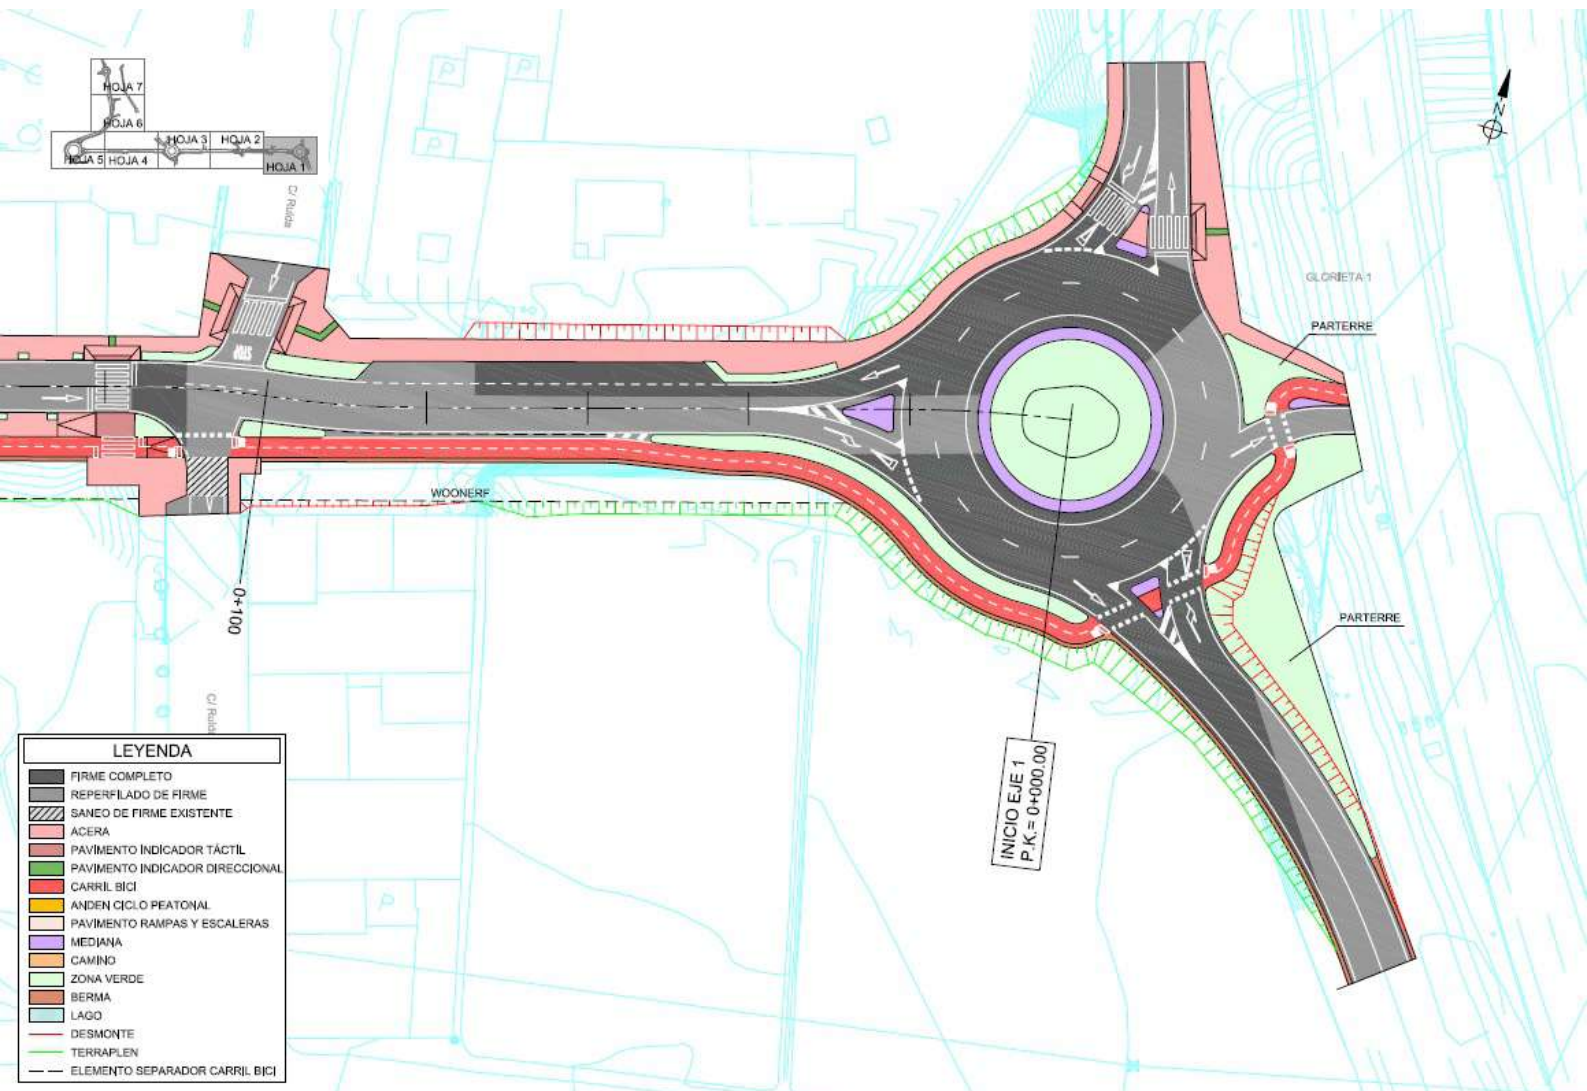 HOJA 7
HOJA 6
HOJA 3
HOJA 2
HOJA 5
HOJA 4
HOJA 1
C/ Ruida
N
GLORIETA-1
PARTERRE
STOP
WOONERF
0+100
PARTERRE
INICIO EJE 1
P.K.= 0+000.00
P
P
P
P
LEYENDA
FIRME COMPLETO
REPERFILADO DE FIRME
SANEO DE FIRME EXISTENTE
ACERA
PAVIMENTO INDICADOR TÁCTIL
PAVIMENTO INDICADOR DIRECCIONAL
CARRIL BICI
ANDEN CICLO PEATONAL
PAVIMENTO RAMPAS Y ESCALERAS
MEDIANA
CAMINO
ZONA VERDE
BERMA
LAGO
DESMONTE
TERRAPLEN
ELEMENTO SEPARADOR CARRIL BICI